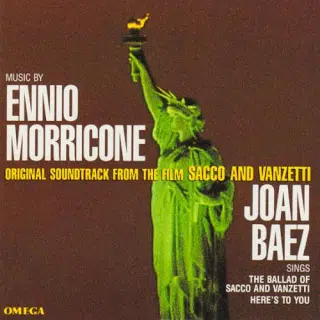 MUSIC BY
ENNIO
MORRICONE
ORIGINAL SOUNDTRACK FROM THE FILM SACCO AND VANZETTI
JOAN
BAEZ
SINGS
THE BALLAD OF
SACCO AND VANZETTI
HERE'S TO YOU
OMEGA